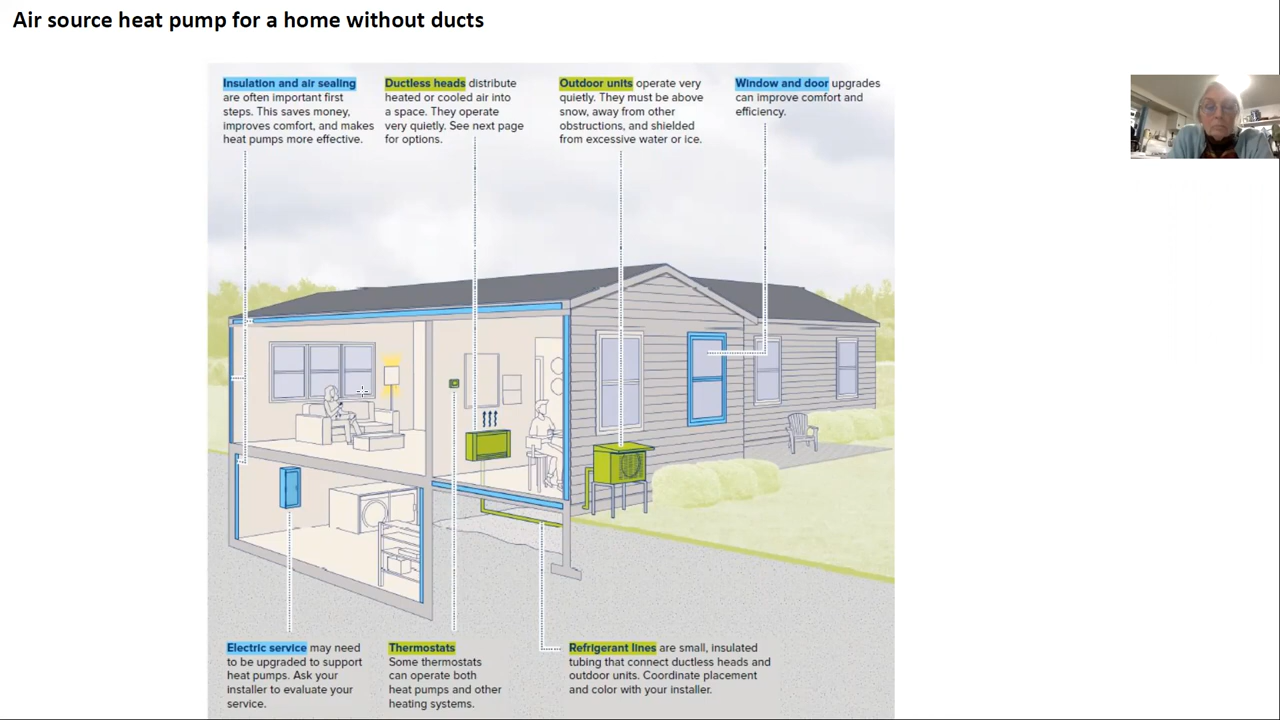 Air source heat pump for a home without ducts
Insulation and air sealing
are often important first
steps. This saves money,
improves comfort, and makes
heat pumps more effective.
Ductless heads distribute
heated or cooled air into
a space. They operate
very quietly. See next page
for options.
Outdoor units operate very
quietly. They must be above
snow, away from other
obstructions, and shielded
from excessive water or ice.
Window and door upgrades
can improve comfort and
efficiency.
Electric service may need
to be upgraded to support
heat pumps. Ask your
installer to evaluate your
service.
Thermostats
Some thermostats
can operate both
heat pumps and other
heating systems.
Refrigerant lines are small, insulated
tubing that connect ductless heads and
outdoor units. Coordinate placement
and color with your installer.